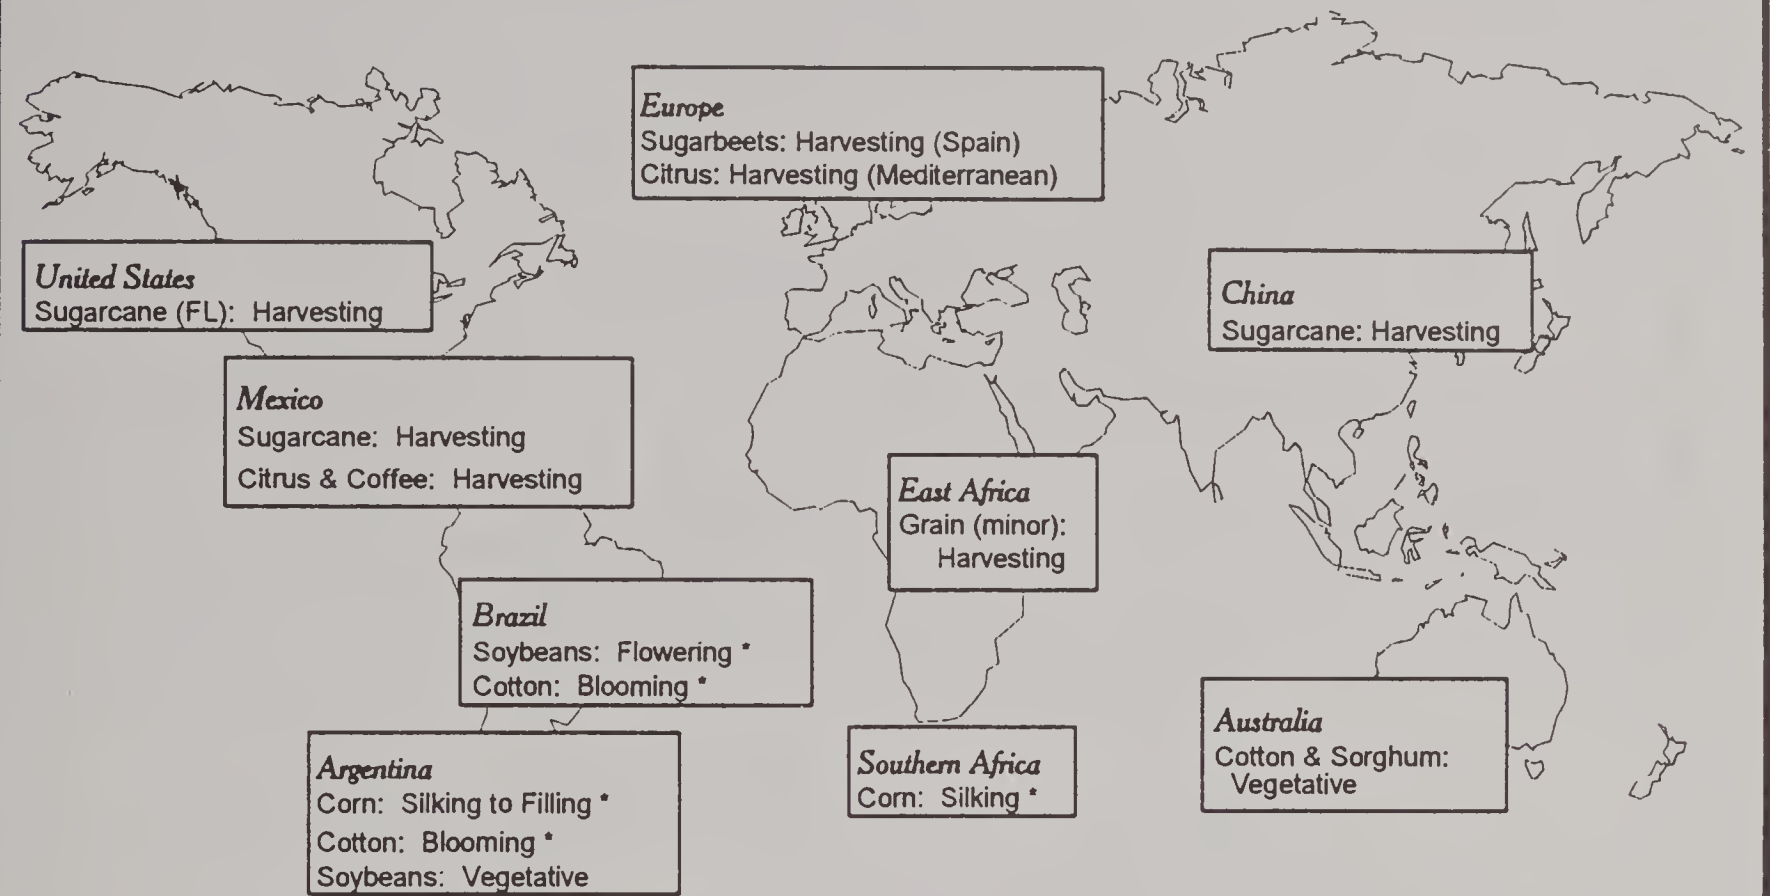 Europe
Sugarbeets: Harvesting (Spain)
Citrus: Harvesting (Mediterranean)
United States
Sugarcane (FL): Harvesting
China
Sugarcane: Harvesting
Mexico
Sugarcane: Harvesting
Citrus & Coffee: Harvesting
East Africa
Grain (minor):
Harvesting
Brazil
Soybeans: Flowering *
Cotton: Blooming *
Australia
Cotton & Sorghum:
Vegetative
Argentina
Corn: Silking to Filling *
Cotton: Blooming *
Soybeans: Vegetative
Southern Africa
Corn: Silking *